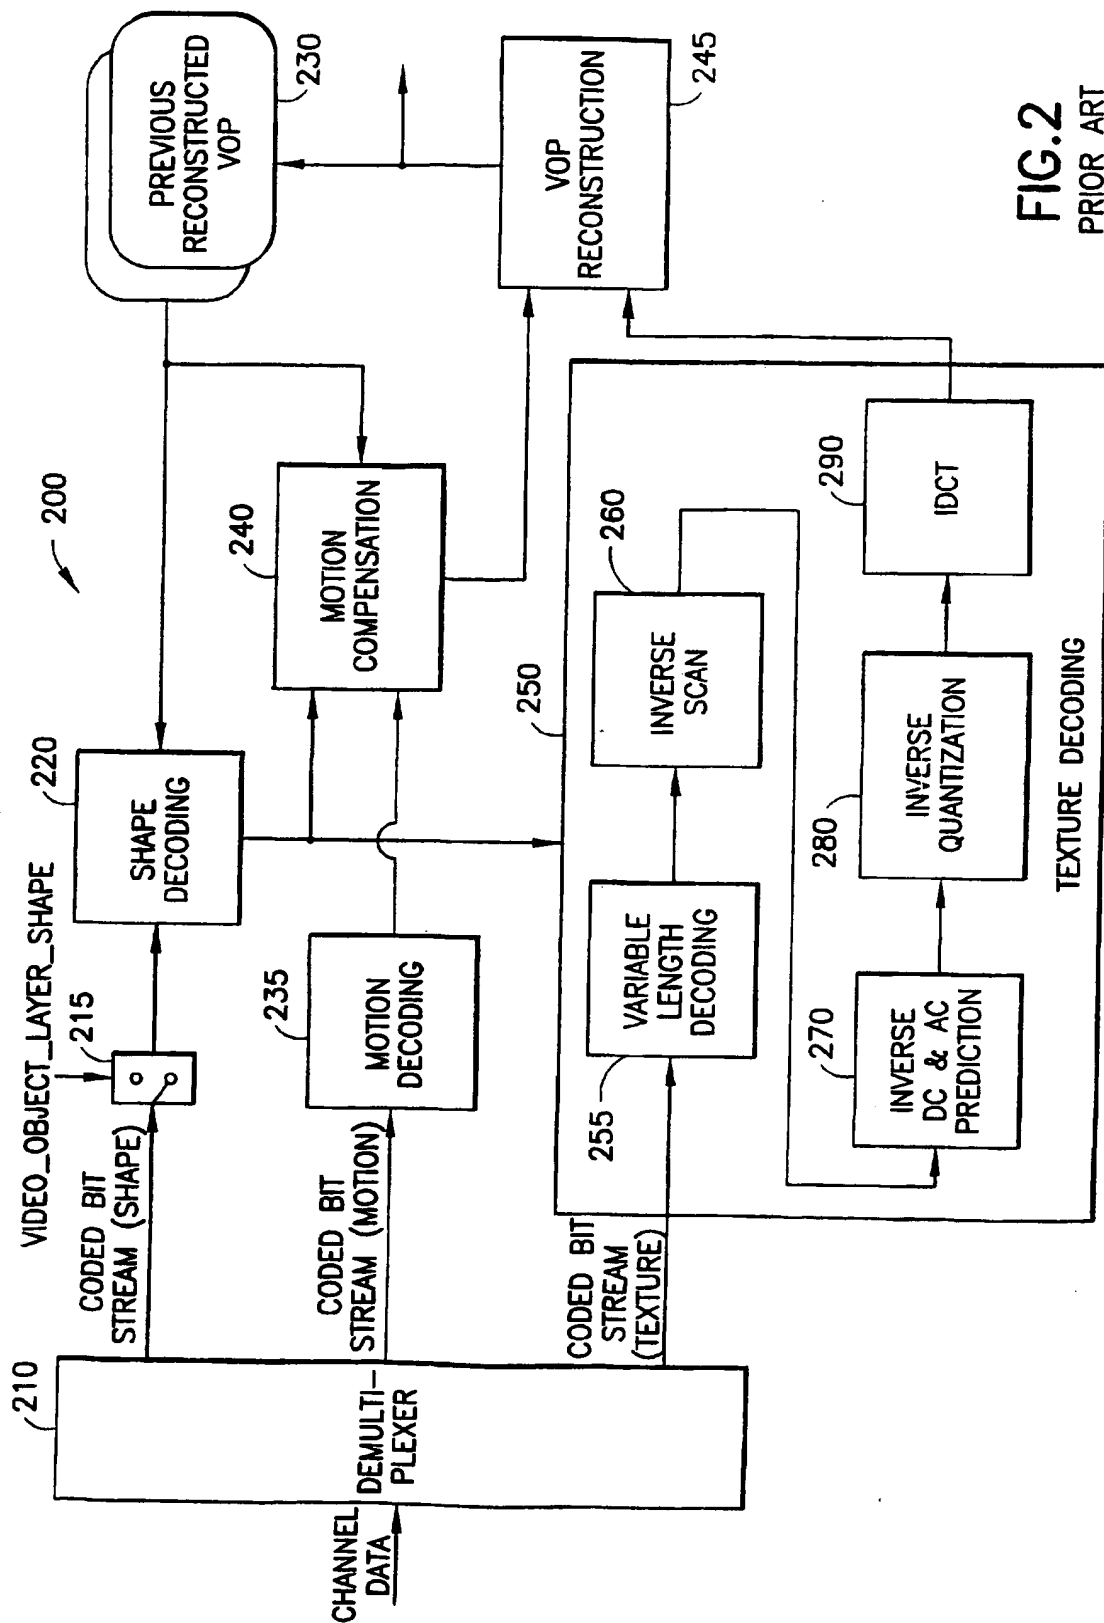 200
CHANNEL
DATA
210
DEMULTI-
PLEXER
CODED BIT
STREAM (SHAPE)
VIDEO_OBJECT_LAYER_SHAPE
215
220
SHAPE
DECODING
CODED BIT
STREAM (MOTION)
235
MOTION
DECODING
240
MOTION
COMPENSATION
230
PREVIOUS
RECONSTRUCTED
VOP
245
VOP
RECONSTRUCTION
CODED BIT
STREAM
(TEXTURE)
250
255
VARIABLE
LENGTH
DECODING
260
INVERSE
SCAN
270
INVERSE
DC & AC
PREDICTION
280
INVERSE
QUANTIZATION
290
IDCT
TEXTURE DECODING
FIG.2
PRIOR ART